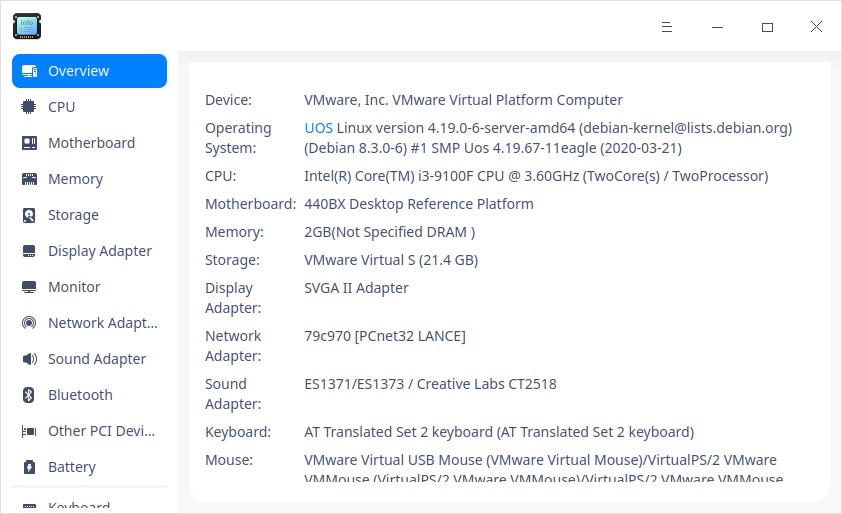 info
Overview
CPU
Motherboard
Memory
Storage
Display Adapter
Monitor
Network Adapt...
Sound Adapter
Bluetooth
Other PCI Devi...
Battery
Keyboard
Device: VMware, Inc. VMware Virtual Platform Computer
Operating System: UOS Linux version 4.19.0-6-server-amd64 (debian-kernel@lists.debian.org)
(Debian 8.3.0-6) #1 SMP Uos 4.19.67-11eagle (2020-03-21)
CPU: Intel(R) Core(TM) i3-9100F CPU @ 3.60GHz (TwoCore(s) / TwoProcessor)
Motherboard: 440BX Desktop Reference Platform
Memory: 2GB(Not Specified DRAM )
Storage: VMware Virtual S (21.4 GB)
Display Adapter: SVGA II Adapter
Network Adapter: 79c970 [PCnet32 LANCE]
Sound Adapter: ES1371/ES1373 / Creative Labs CT2518
Keyboard: AT Translated Set 2 keyboard (AT Translated Set 2 keyboard)
Mouse: VMware Virtual USB Mouse (VMware Virtual Mouse)/VirtualPS/2 VMware
VMMouse (VirtualPS/2 VMware VMMouse)/VirtualPS/2 VMware VMMouse